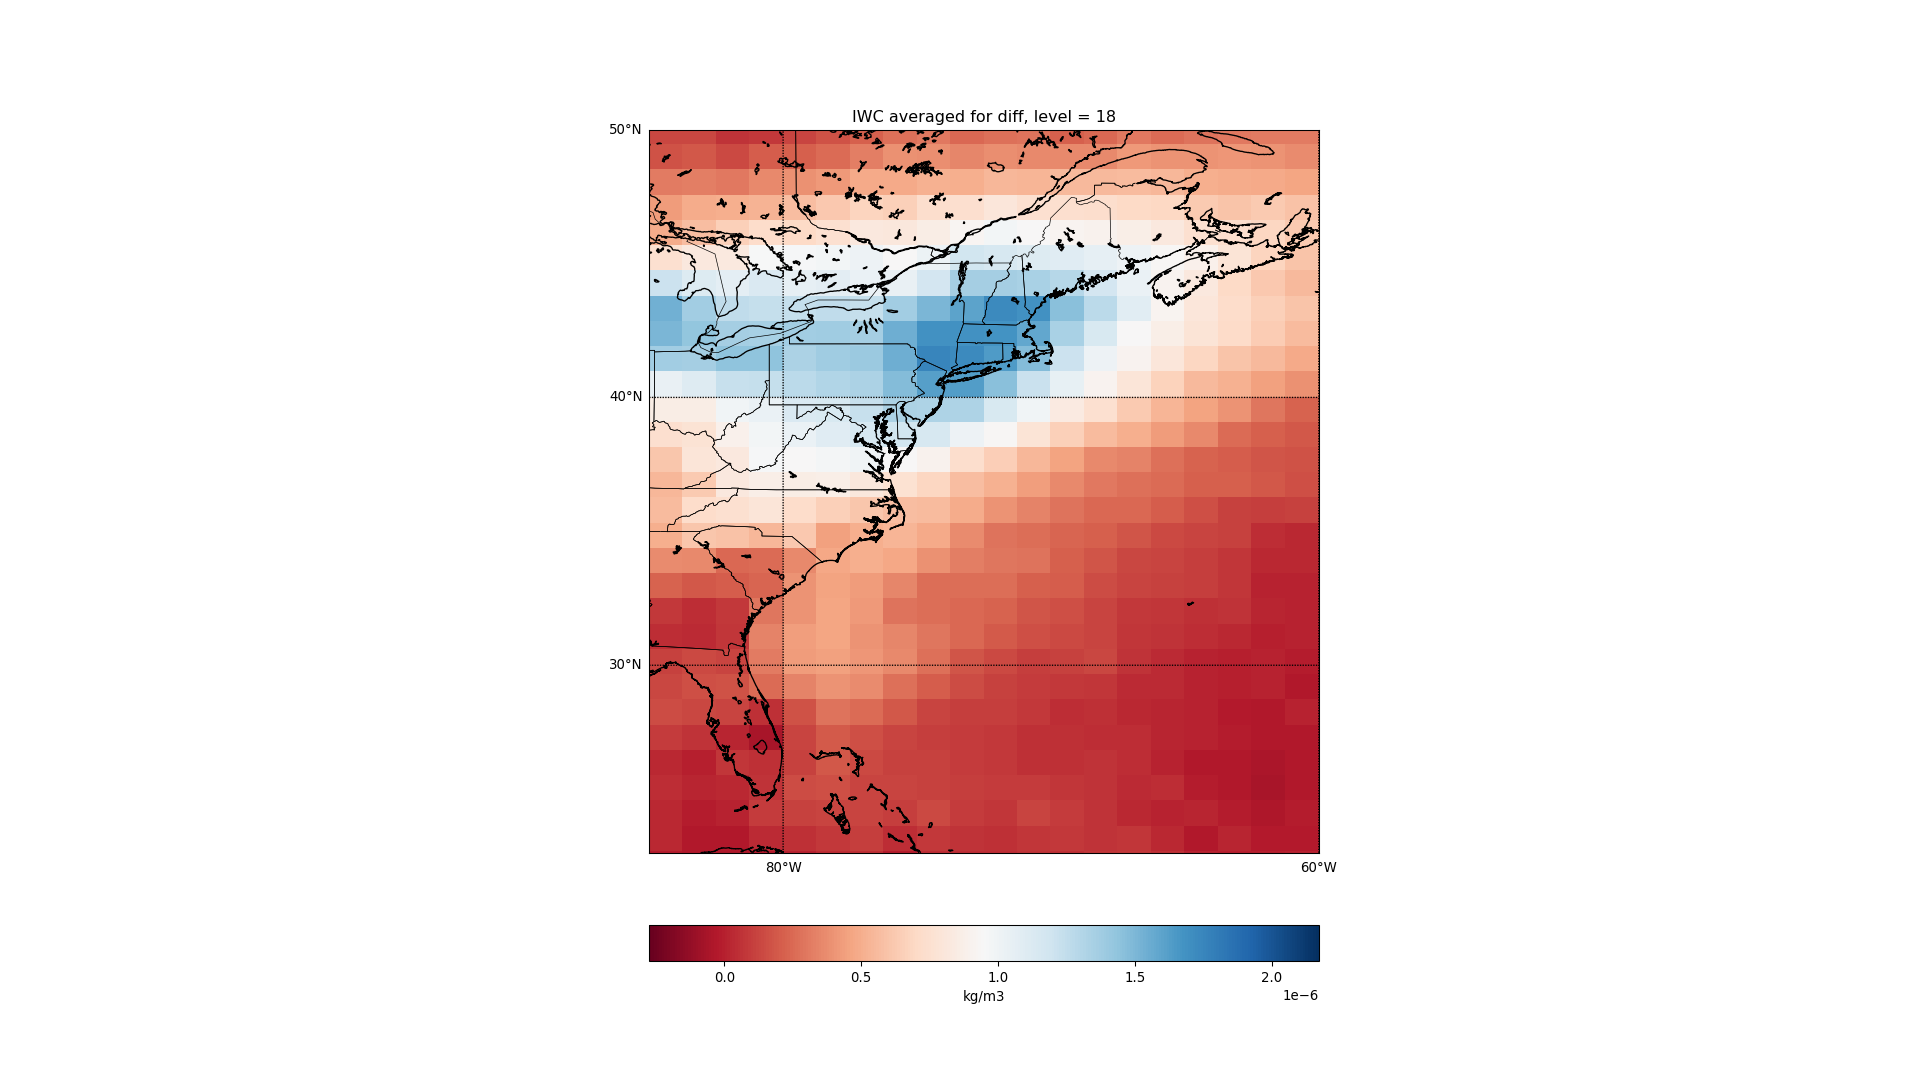 IWC averaged for diff, level = 18
50°N
40°N
30°N
80°W 60°W
0.0 0.5 1.0 1.5 2.0
kg/m3
1e−6